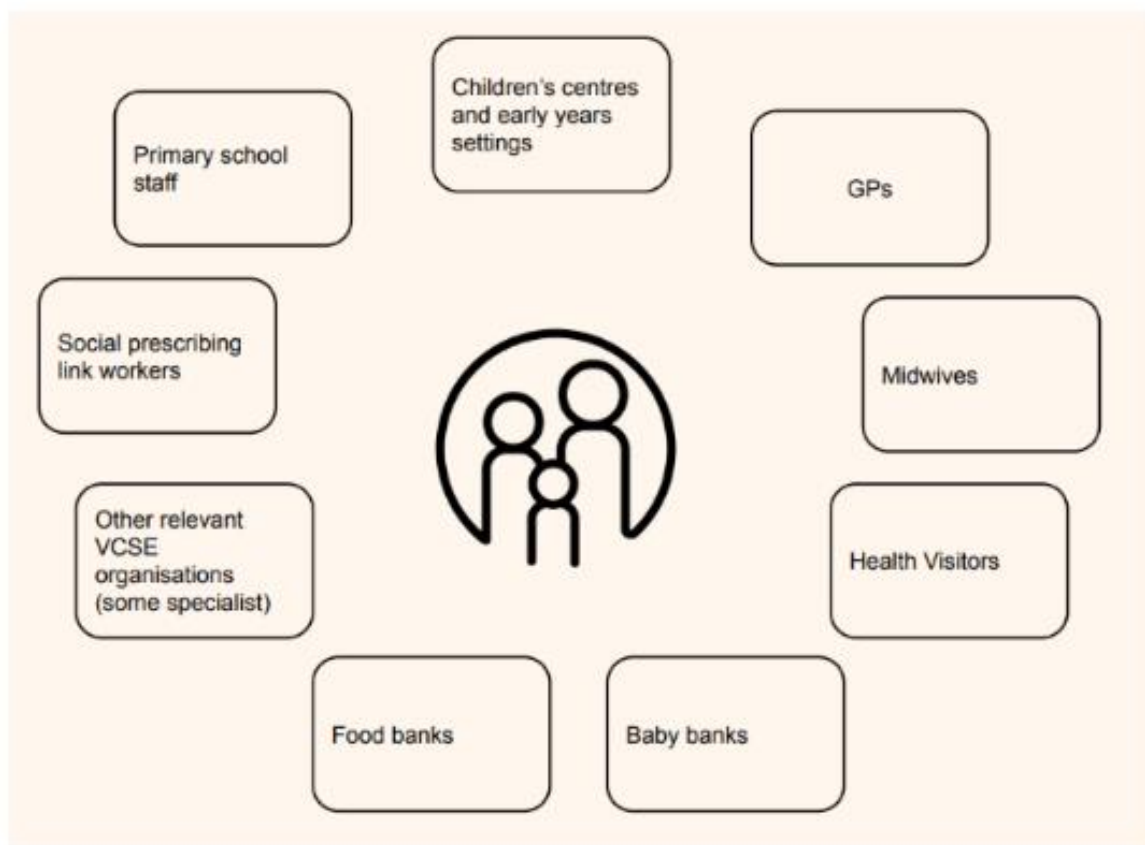 Children's centres
and early years
settings
Primary school
staff
GPs
Social prescribing
link workers
Midwives
Other relevant
VCSE
organisations
(some specialist)
Health Visitors
Food banks
Baby banks